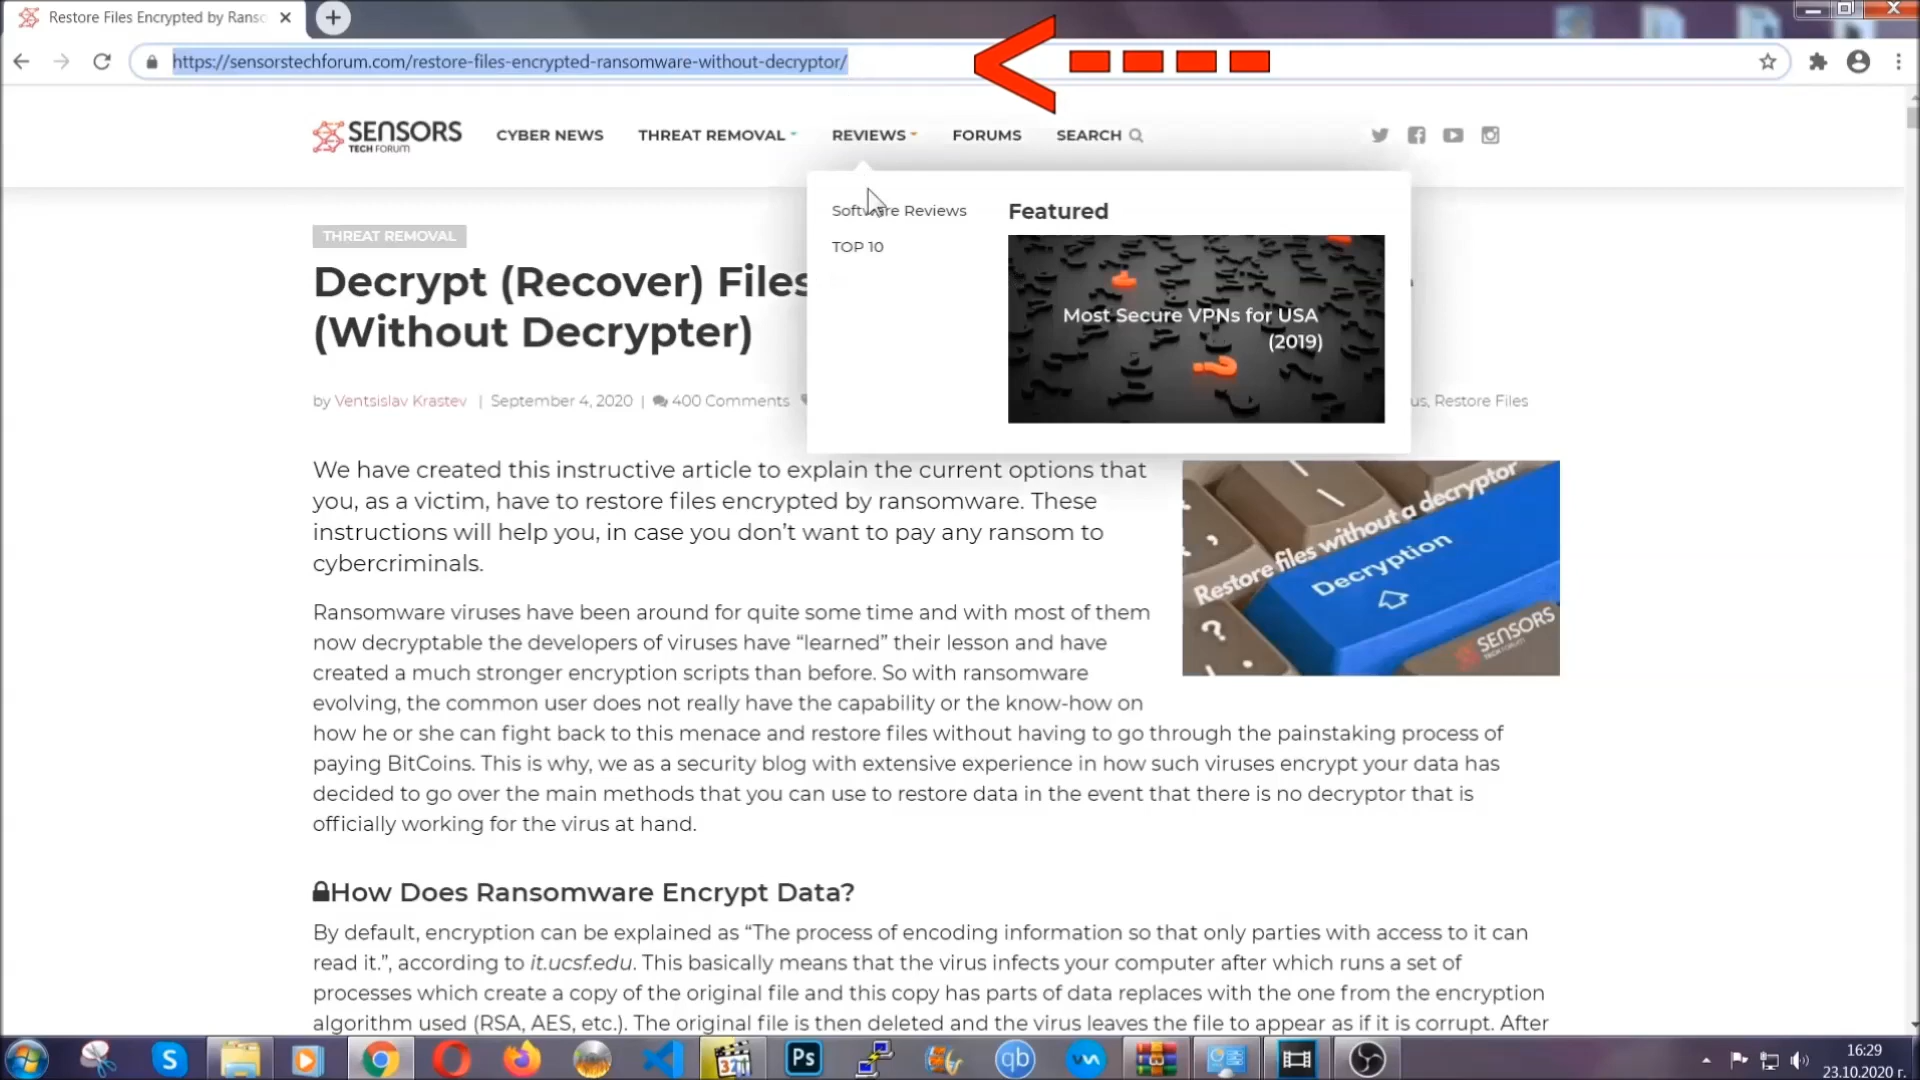 Restore Files Encrypted by Ranso
https://sensorstechforum.com/restore-files-encrypted-ransomware-without-decryptor/
SENSORS
TECH FORUM
CYBER NEWS
THREAT REMOVAL
REVIEWS
FORUMS
SEARCH
Software Reviews
TOP 10
Featured
Most Secure VPNs for USA
(2019)
THREAT REMOVAL
Decrypt (Recover) Files
(Without Decrypter)
by Ventsislav Krastev | September 4, 2020 | 400 Comments
us, Restore Files
We have created this instructive article to explain the current options that
you, as a victim, have to restore files encrypted by ransomware. These
instructions will help you, in case you don’t want to pay any ransom to
cybercriminals.
Restore files without a decryptor
Decryption
?
SENSORS
TECH FORUM
Ransomware viruses have been around for quite some time and with most of them
now decryptable the developers of viruses have “learned” their lesson and have
created a much stronger encryption scripts than before. So with ransomware
evolving, the common user does not really have the capability or the know-how on
how he or she can fight back to this menace and restore files without having to go through the painstaking process of
paying BitCoins. This is why, we as a security blog with extensive experience in how such viruses encrypt your data has
decided to go over the main methods that you can use to restore data in the event that there is no decryptor that is
officially working for the virus at hand.
How Does Ransomware Encrypt Data?
By default, encryption can be explained as “The process of encoding information so that only parties with access to it can
read it.”, according to it.ucsf.edu. This basically means that the virus infects your computer after which runs a set of
processes which create a copy of the original file and this copy has parts of data replaces with the one from the encryption
algorithm used (RSA, AES, etc.). The original file is then deleted and the virus leaves the file to appear as if it is corrupt. After
S
321
Ps
qb
16:29
23.10.2020 г.